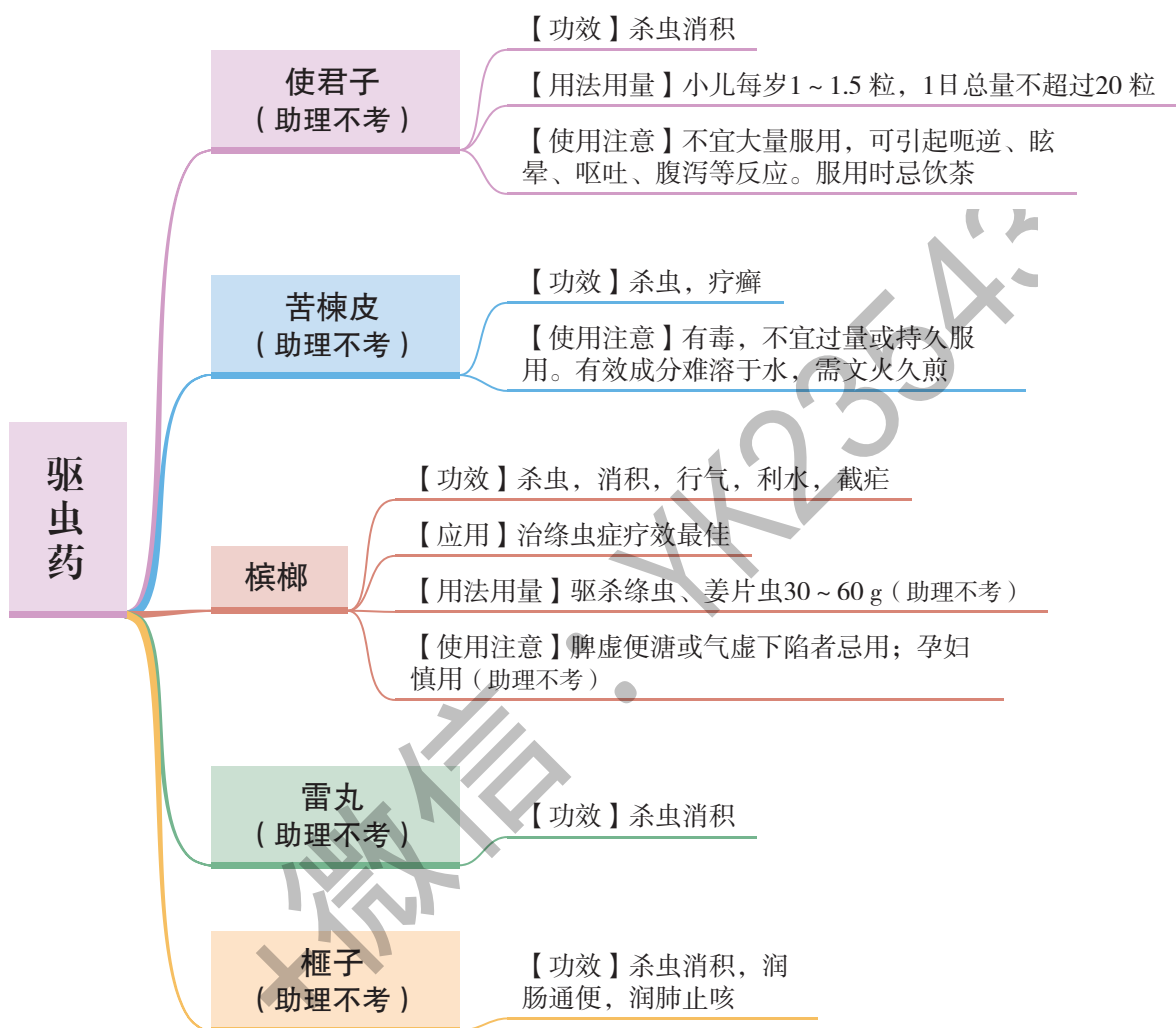 驱虫药
使君子
（助理不考）
【功效】杀虫消积
【用法用量】小儿每岁1～1.5 粒，1日总量不超过20 粒
【使用注意】不宜大量服用，可引起呃逆、眩
晕、呕吐、腹泻等反应。服用时忌饮茶
苦楝皮
（助理不考）
【功效】杀虫，疗癣
【使用注意】有毒，不宜过量或持久服
用。有效成分难溶于水，需文火久煎
槟榔
【功效】杀虫，消积，行气，利水，截疟
【应用】治绦虫症疗效最佳
【用法用量】驱杀绦虫、姜片虫30～60 g（助理不考）
【使用注意】脾虚便溏或气虚下陷者忌用；孕妇
慎用（助理不考）
雷丸
（助理不考）
【功效】杀虫消积
榧子
（助理不考）
【功效】杀虫消积，润
肠通便，润肺止咳
+微信：YK2354